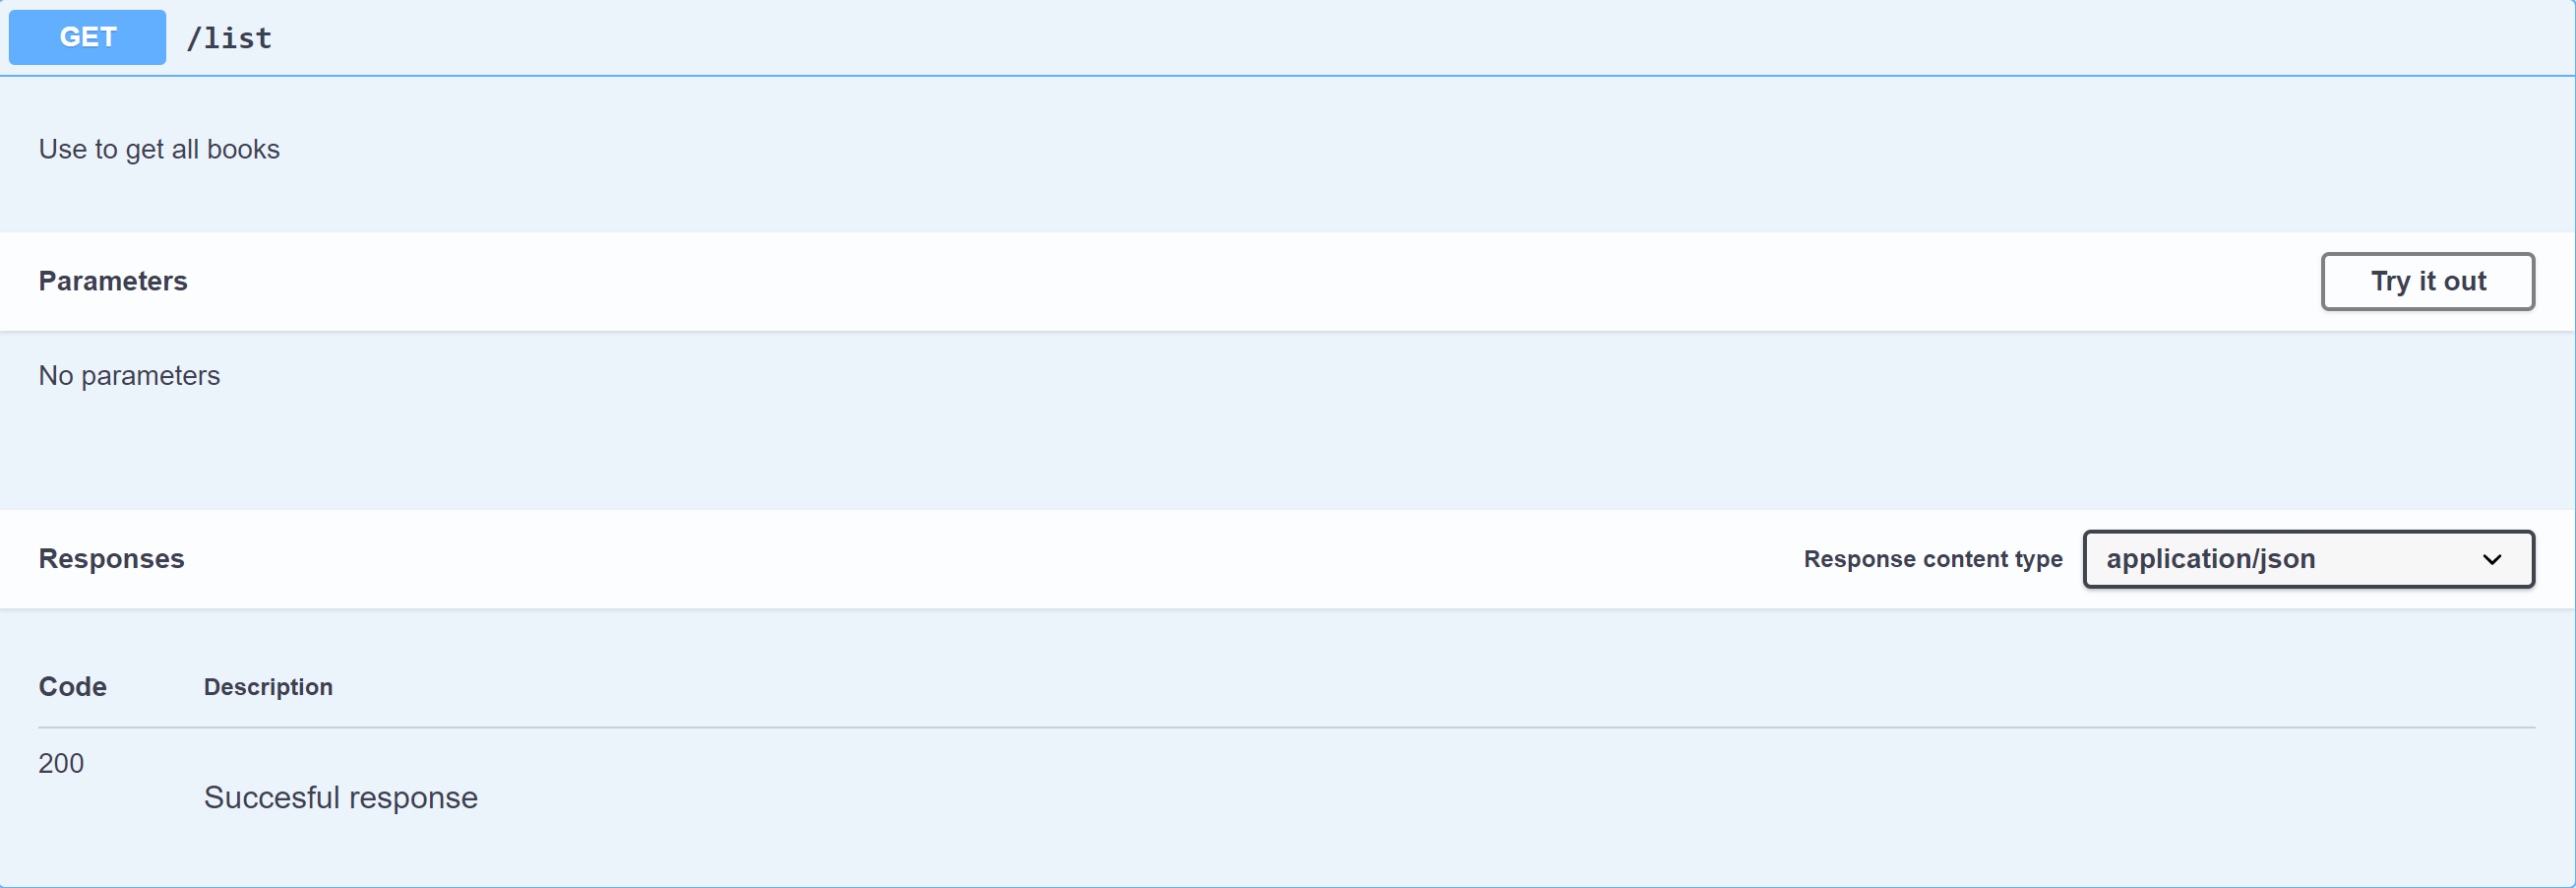 GET /list
Use to get all books
Parameters Try it out
No parameters
Responses Response content type application/json
Code Description
200
Succesful response